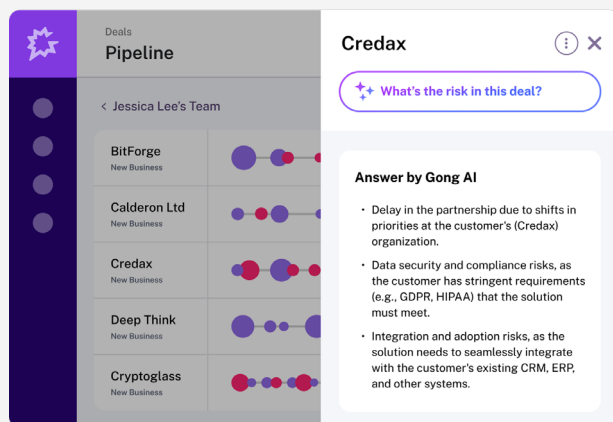 Deals
Pipeline
< Jessica Lee's Team
BitForge
New Business
Calderon Ltd
New Business
Credax
New Business
Deep Think
New Business
Cryptoglass
New Business
Credax
What's the risk in this deal?
Answer by Gong AI
• Delay in the partnership due to shifts in
priorities at the customer's (Credax)
organization.
• Data security and compliance risks, as
the customer has stringent requirements
(e.g., GDPR, HIPAA) that the solution
must meet.
• Integration and adoption risks, as the
solution needs to seamlessly integrate
with the customer's existing CRM, ERP,
and other systems.